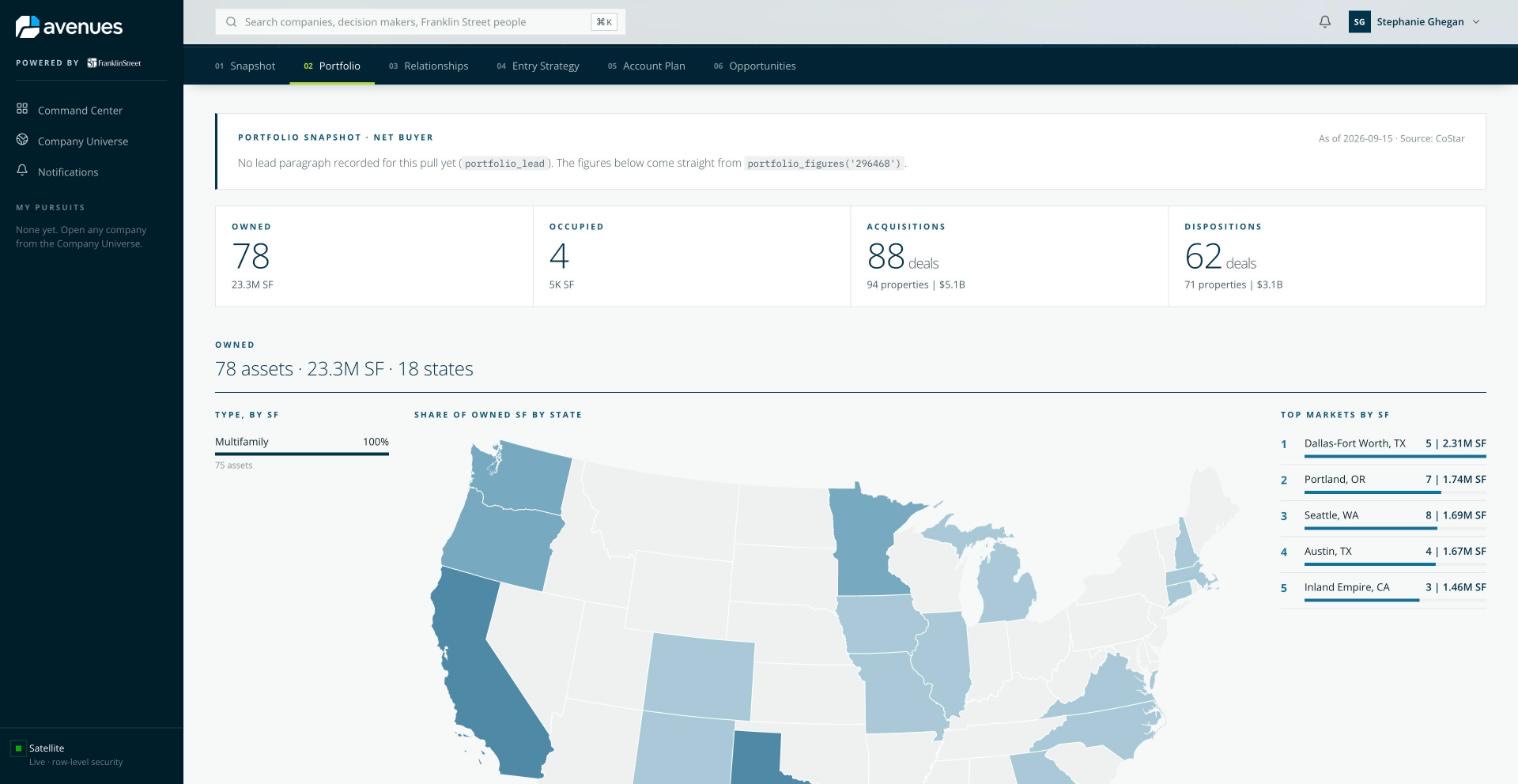 avenues
POWERED BY FranklinStreet
Command Center
Company Universe
Notifications
MY PURSUITS
None yet. Open any company
from the Company Universe.
Satellite
Live · row-level security
Search companies, decision makers, Franklin Street people
⌘K
SG Stephanie Ghegan
01 Snapshot 02 Portfolio 03 Relationships 04 Entry Strategy 05 Account Plan 06 Opportunities
PORTFOLIO SNAPSHOT · NET BUYER
As of 2026-09-15 · Source: CoStar
No lead paragraph recorded for this pull yet (portfolio_lead). The figures below come straight from portfolio_figures('296468').
OWNED
78
23.3M SF
OCCUPIED
4
5K SF
ACQUISITIONS
88 deals
94 properties | $5.1B
DISPOSITIONS
62 deals
71 properties | $3.1B
OWNED
78 assets · 23.3M SF · 18 states
TYPE, BY SF
Multifamily 100%
75 assets
SHARE OF OWNED SF BY STATE
TOP MARKETS BY SF
1 Dallas-Fort Worth, TX 5 | 2.31M SF
2 Portland, OR 7 | 1.74M SF
3 Seattle, WA 8 | 1.69M SF
4 Austin, TX 4 | 1.67M SF
5 Inland Empire, CA 3 | 1.46M SF